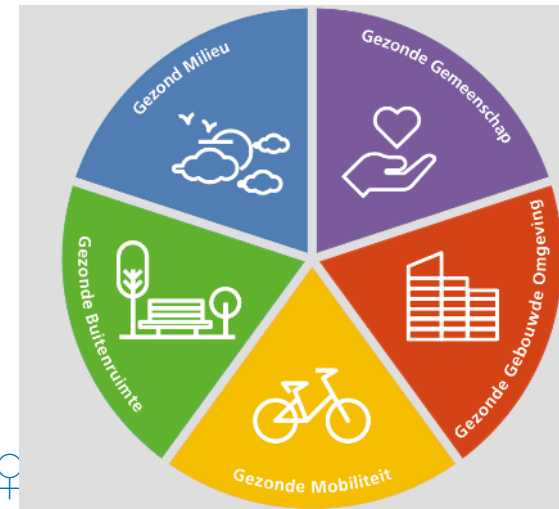 Gezond Milieu
Gezonde Gemeenschap
Gezonde Gebouwde Omgeving
Gezonde Mobiliteit
Gezonde Buitenruimte